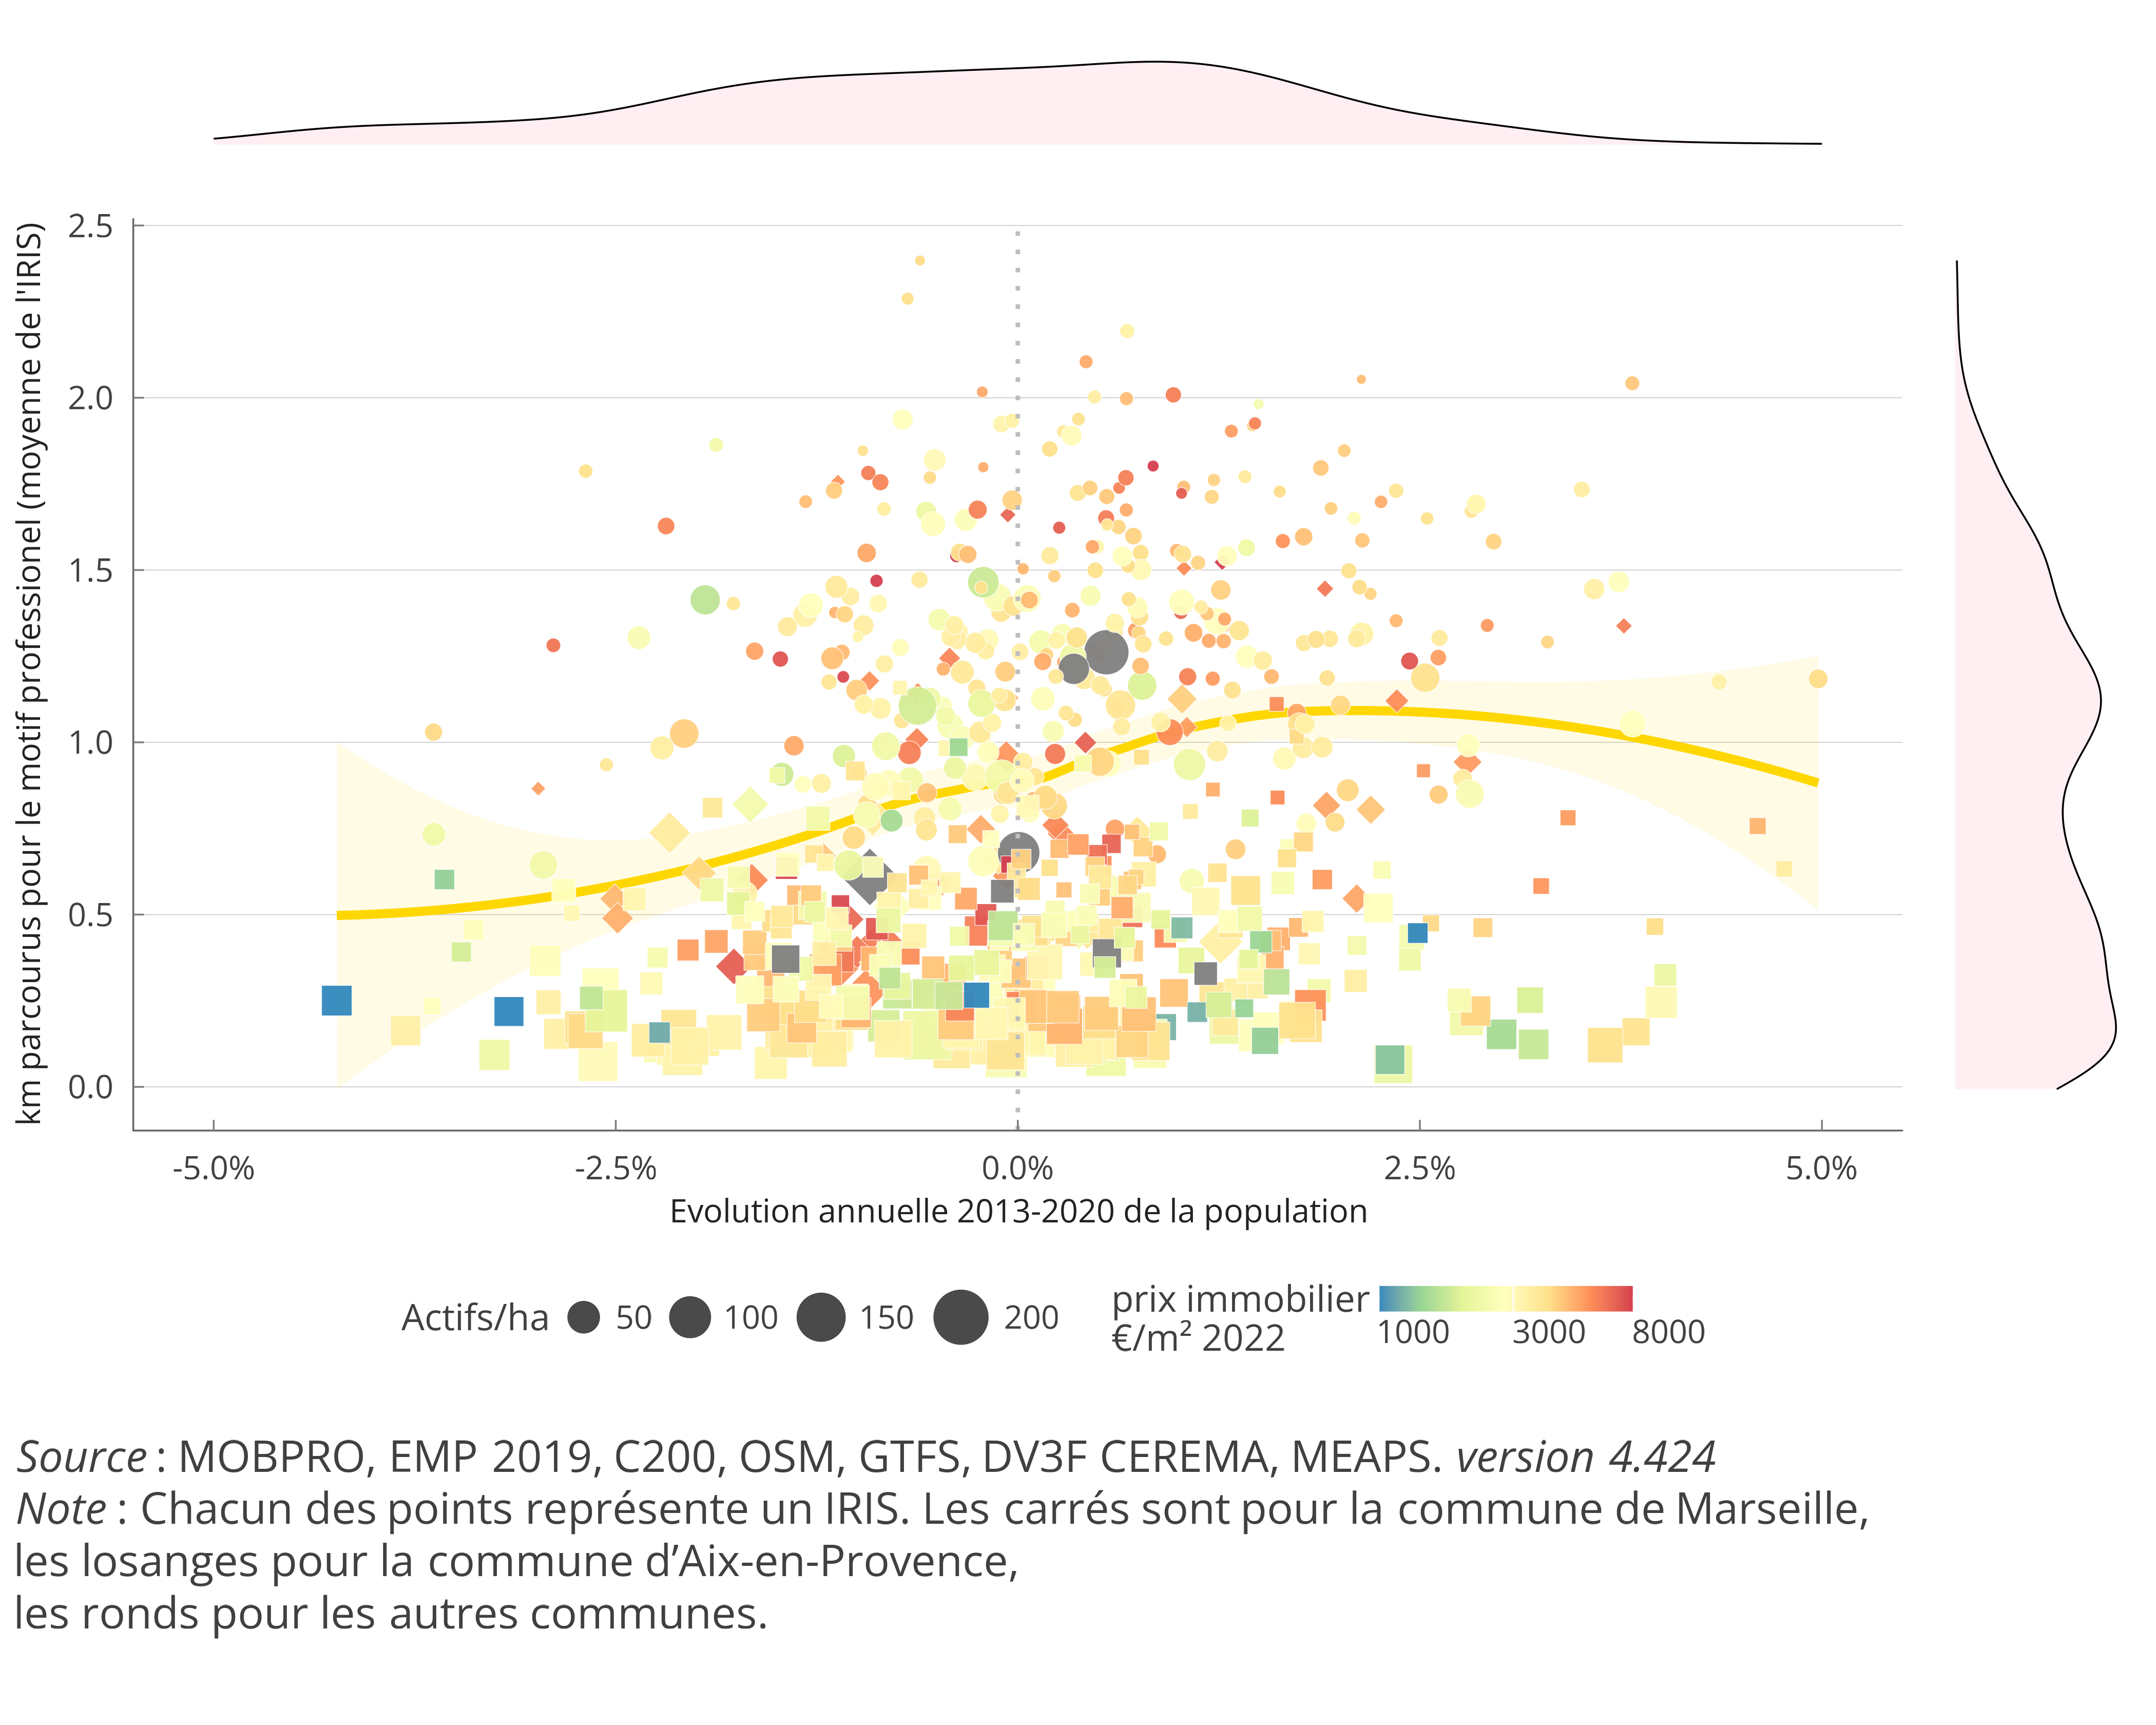 km parcourus pour le motif professionel (moyenne de l'IRIS)
2.5
2.0
1.5
1.0
0.5
0.0
-5.0% -2.5% 0.0% 2.5% 5.0%
Evolution annuelle 2013-2020 de la population
Actifs/ha 50 100 150 200
prix immobilier
€/m² 2022
1000 3000 8000
Source : MOBPRO, EMP 2019, C200, OSM, GTFS, DV3F CEREMA, MEAPS. version 4.424
Note : Chacun des points représente un IRIS. Les carrés sont pour la commune de Marseille,
les losanges pour la commune d’Aix-en-Provence,
les ronds pour les autres communes.